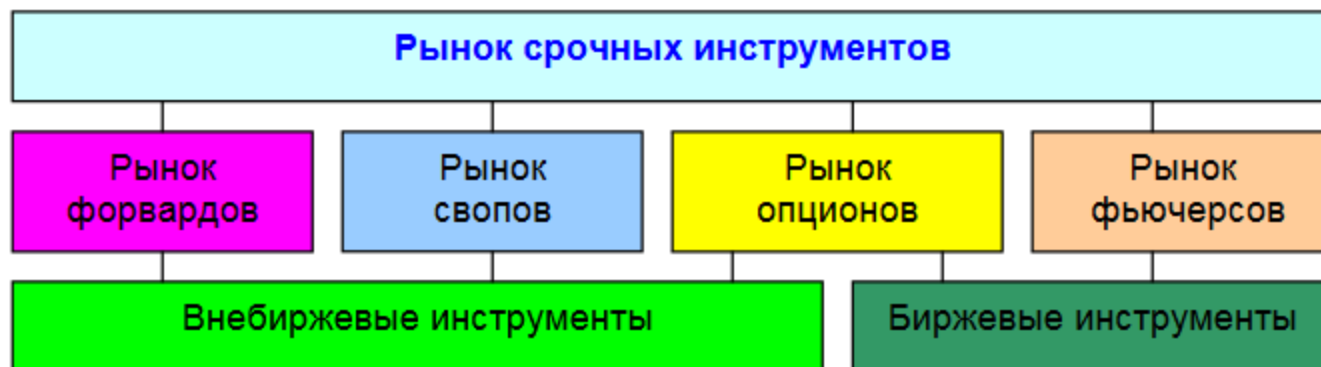 Рынок срочных инструментов
Рынок
форвардов
Рынок
свопов
Рынок
опционов
Рынок
фьючерсов
Внебиржевые инструменты
Биржевые инструменты